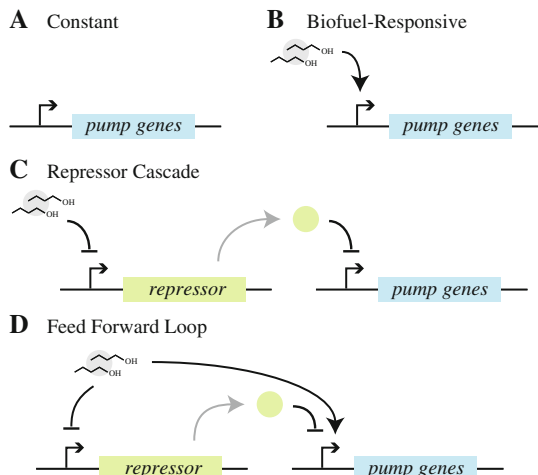 A Constant
pump genes
B Biofuel-Responsive
OH
OH
pump genes
C Repressor Cascade
OH
OH
repressor
pump genes
D Feed Forward Loop
OH
OH
repressor
pump genes